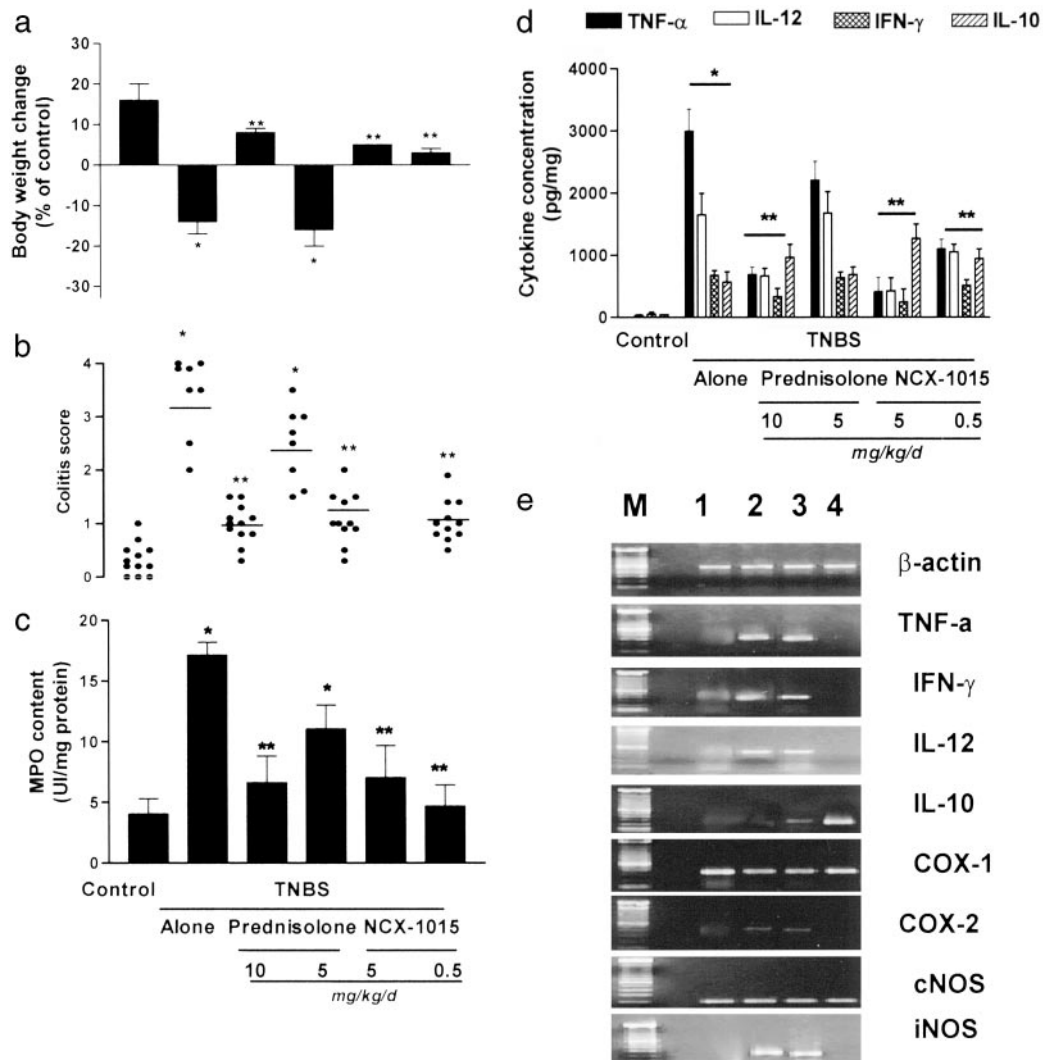 a
Body weight change
(% of control)
30
20
10
0
-10
-20
-30
*
**
*
**
**
b
Colitis score
4
3
2
1
0
*
**
*
**
**
c
MPO content
(UI/mg protein)
20
15
10
5
0
*
**
*
**
**
Control
TNBS
Alone Prednisolone NCX-1015
10 5 5 0.5
mg/kg/d
d
TNF-α IL-12 IFN-γ IL-10
Cytokine concentration
(pg/mg)
4000
3000
2000
1000
0
*
**
**
**
Control TNBS
Alone Prednisolone NCX-1015
10 5 5 0.5
mg/kg/d
e
M 1 2 3 4
β-actin
TNF-a
IFN-γ
IL-12
IL-10
COX-1
COX-2
cNOS
iNOS